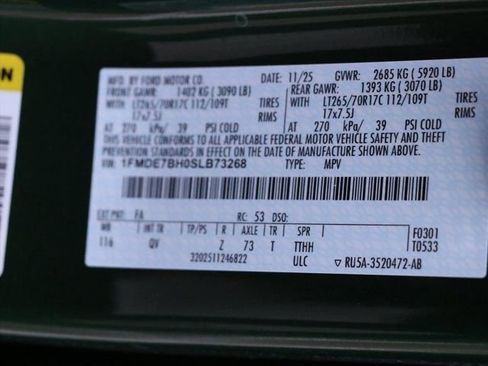 ON
MFD. BY FORD MOTOR CO. DATE: 11/25 GVWR: 2685 KG ( 5920 LB)
FRONT GAWR: 1402 KG ( 3090 LB) REAR GAWR: 1393 KG ( 3070 LB)
WITH LT265/70R17C 112/109T TIRES WITH LT265/70R17C 112/109T TIRES
17x7.5J RIMS 17x7.5J RIMS
AT 270 kPa/ 39 PSI COLD AT 270 kPa/ 39 PSI COLD
THIS VEHICLE CONFORMS TO ALL APPLICABLE FEDERAL MOTOR VEHICLE SAFETY AND
THEFT PREVENTION STANDARDS IN EFFECT ON THE DATE OF MANUFACTURE SHOWN ABOVE.
VIN: 1FMDE7BH0SLB73268 TYPE: MPV
EXT PNT: FA RC: 53 DSO:
WB INT TR TP/PS R AXLE TR SPR F0301
116 QV Z 73 T TTHH T0533
3202511246822 ULC ▽ RU5A-3520472-AB